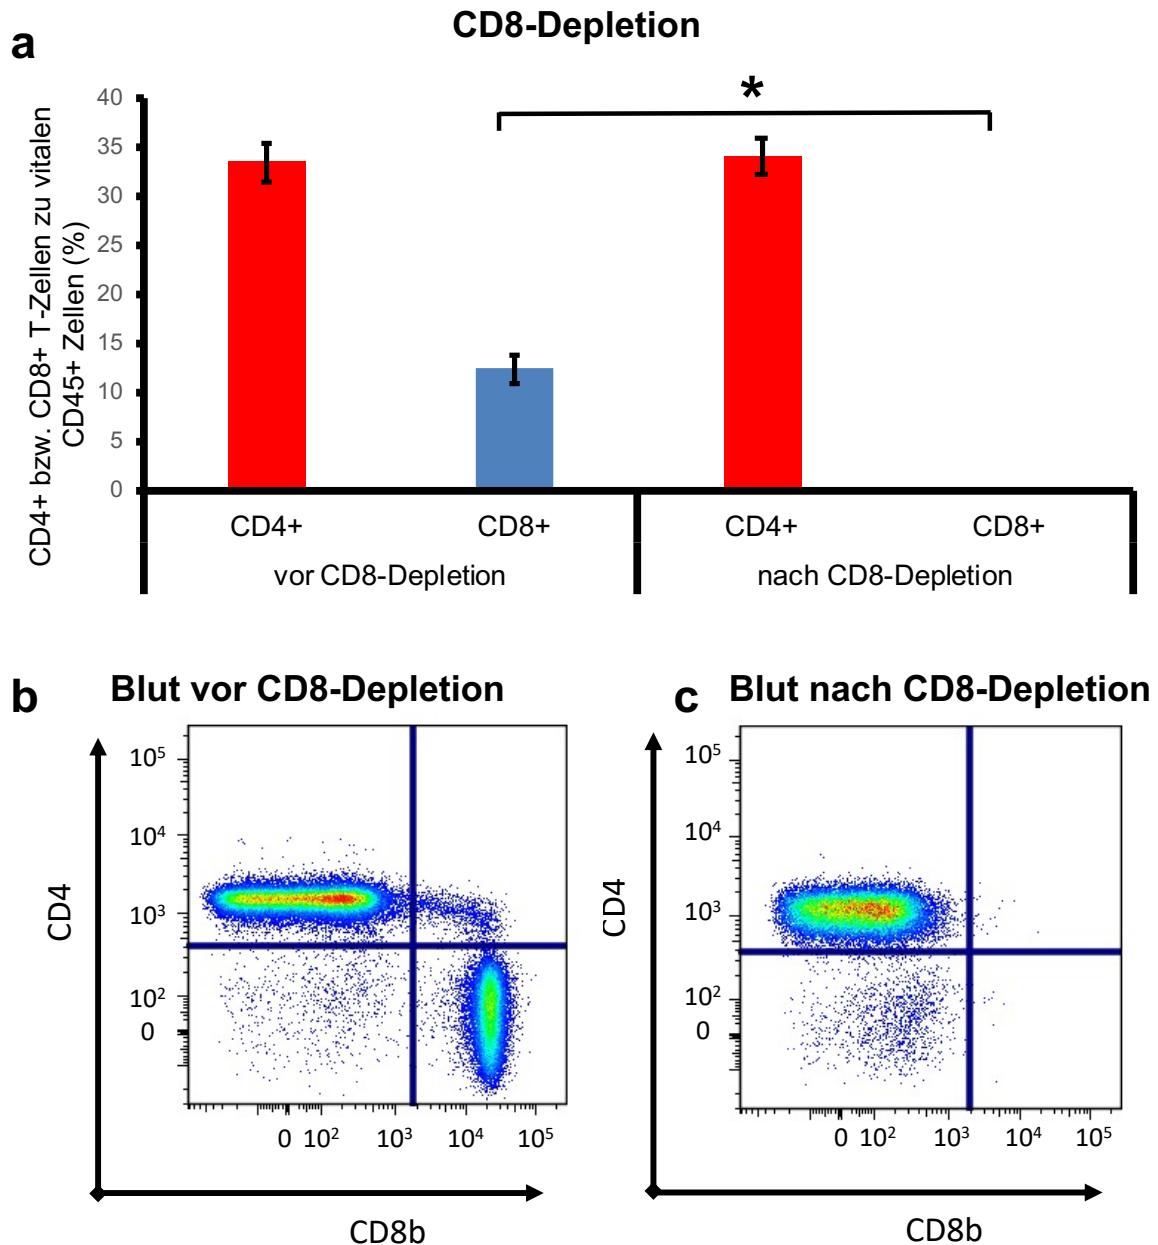 CD8-Depletion
a
*
CD4+ bzw. CD8+ T-Zellen zu vitalen
CD45+ Zellen (%)
40
35
30
25
20
15
10
5
0
CD4+ CD8+ CD4+ CD8+
vor CD8-Depletion nach CD8-Depletion
b Blut vor CD8-Depletion
CD4
10⁵
10⁴
10³
10²
0
0 10² 10³ 10⁴ 10⁵
CD8b
c Blut nach CD8-Depletion
CD4
10⁵
10⁴
10³
10²
0
0 10² 10³ 10⁴ 10⁵
CD8b